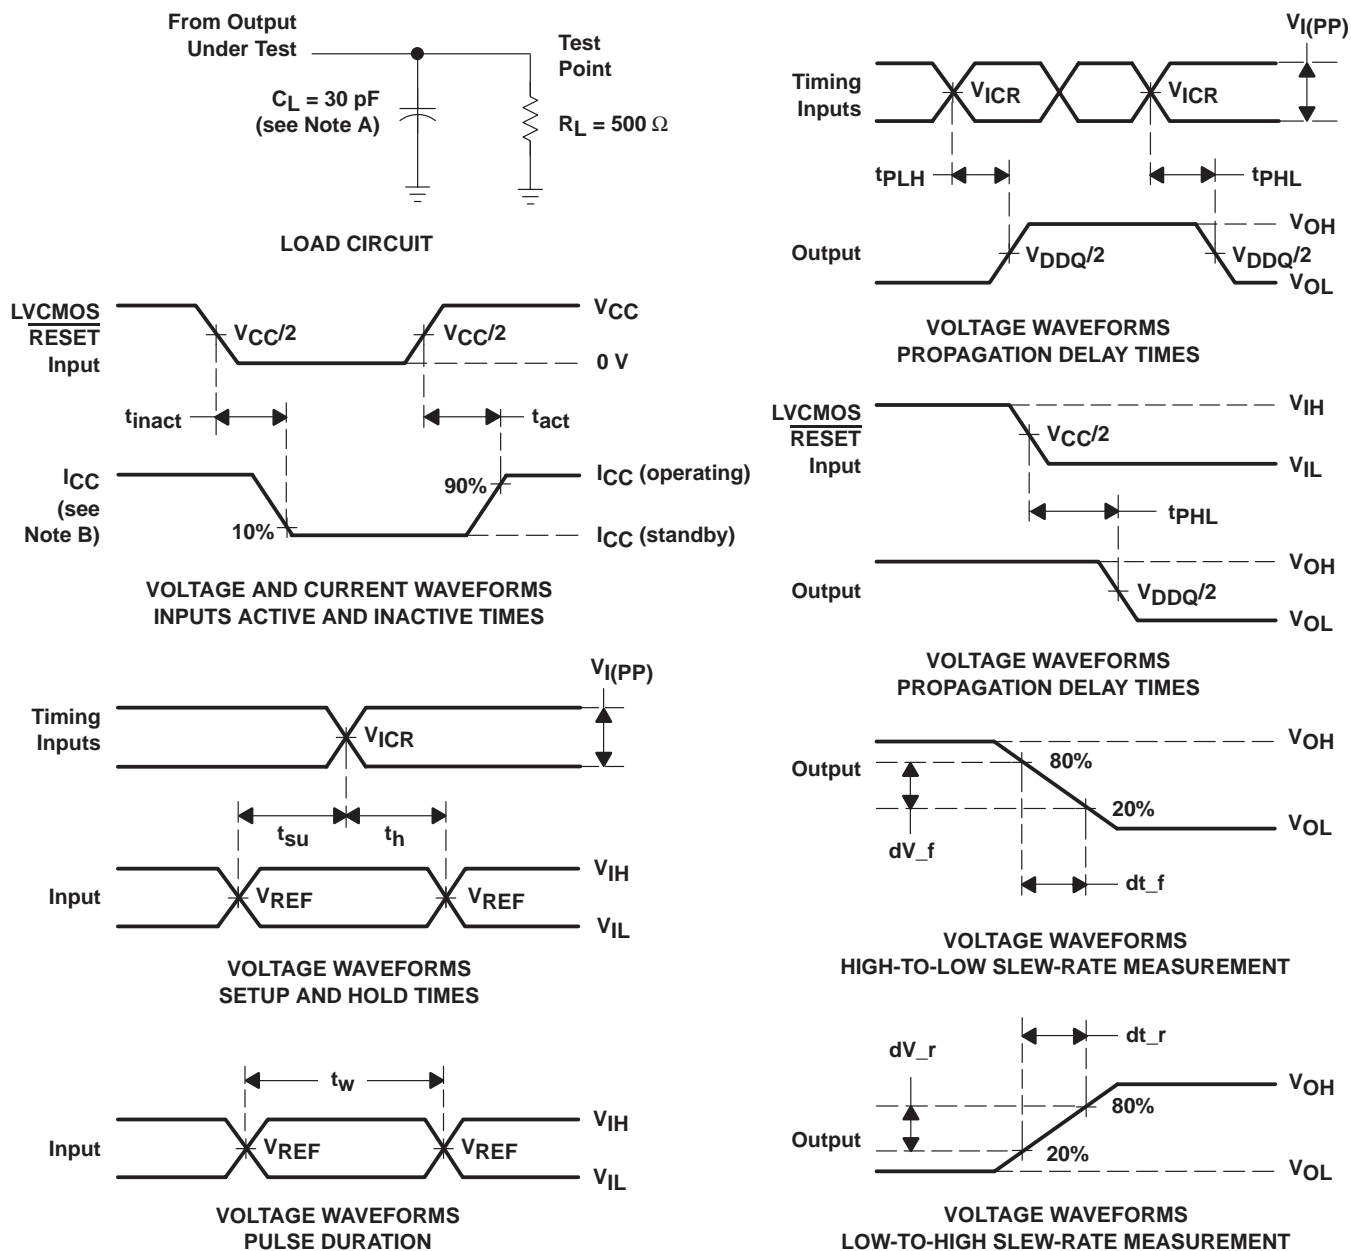 From Output
Under Test
Test
Point
CL = 30 pF
(see Note A)
RL = 500 Ω
LOAD CIRCUIT
LVCMOS
RESET
Input
VCC/2
VCC/2
VCC
0 V
tinact
tact
ICC
(see
Note B)
10%
90%
ICC (operating)
ICC (standby)
VOLTAGE AND CURRENT WAVEFORMS
INPUTS ACTIVE AND INACTIVE TIMES
VI(PP)
Timing
Inputs
VICR
tsu
th
Input
VREF
VREF
VIH
VIL
VOLTAGE WAVEFORMS
SETUP AND HOLD TIMES
tw
Input
VREF
VREF
VIH
VIL
VOLTAGE WAVEFORMS
PULSE DURATION
VI(PP)
Timing
Inputs
VICR
VICR
tPLH
tPHL
Output
VDDQ/2
VDDQ/2
VOH
VOL
VOLTAGE WAVEFORMS
PROPAGATION DELAY TIMES
LVCMOS
RESET
Input
VCC/2
VIH
VIL
tPHL
Output
VDDQ/2
VOH
VOL
VOLTAGE WAVEFORMS
PROPAGATION DELAY TIMES
Output
80%
20%
VOH
VOL
dV_f
dt_f
VOLTAGE WAVEFORMS
HIGH-TO-LOW SLEW-RATE MEASUREMENT
dV_r
dt_r
Output
80%
20%
VOH
VOL
VOLTAGE WAVEFORMS
LOW-TO-HIGH SLEW-RATE MEASUREMENT